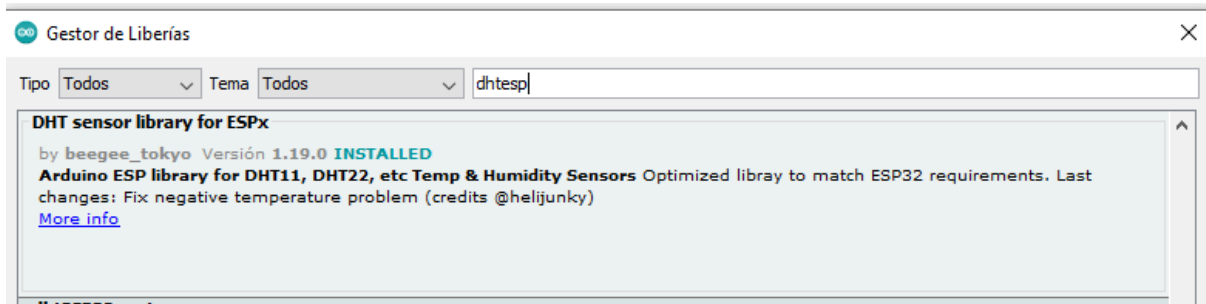 Gestor de Liberías
Tipo Todos Tema Todos dhtesp
DHT sensor library for ESPx
by beegee_tokyo Versión 1.19.0 INSTALLED
Arduino ESP library for DHT11, DHT22, etc Temp & Humidity Sensors Optimized libray to match ESP32 requirements. Last
changes: Fix negative temperature problem (credits @helijunky)
More info